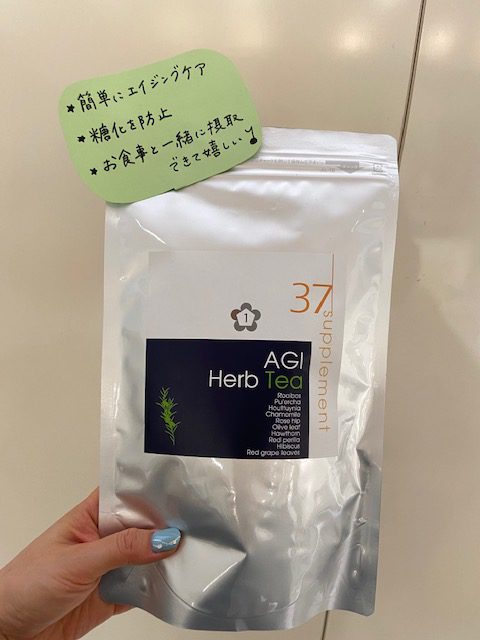 ★簡単にエイジングケア
★糖化を防止
★お食事と一緒に摂取
できて嬉しい♪
37
supplement
1
AGI
Herb Tea
Rooibos
Pu'ercha
Houthuynia
Chamomile
Rose hip
Olive leaf
Hawthorn
Red perilla
Hibiscus
Red grape leaves